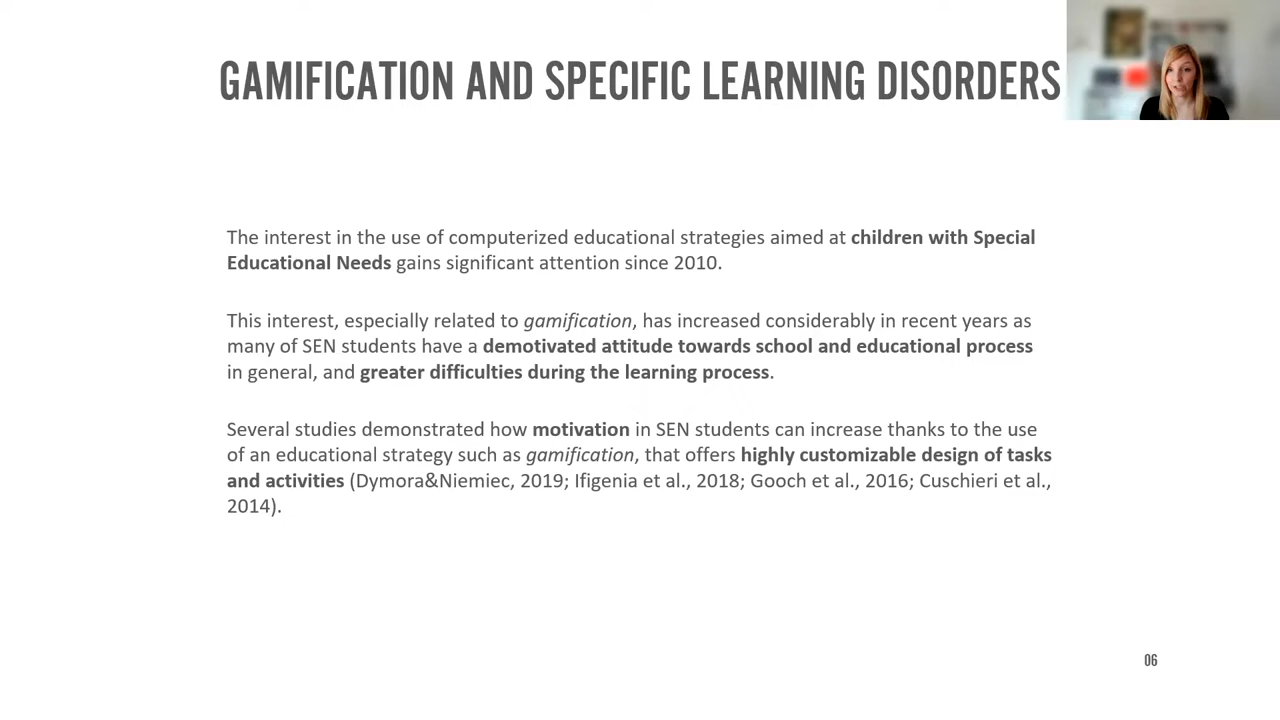 GAMIFICATION AND SPECIFIC LEARNING DISORDERS
The interest in the use of computerized educational strategies aimed at children with Special
Educational Needs gains significant attention since 2010.
This interest, especially related to gamification, has increased considerably in recent years as
many of SEN students have a demotivated attitude towards school and educational process
in general, and greater difficulties during the learning process.
Several studies demonstrated how motivation in SEN students can increase thanks to the use
of an educational strategy such as gamification, that offers highly customizable design of tasks
and activities (Dymora&Niemiec, 2019; Ifigenia et al., 2018; Gooch et al., 2016; Cuschieri et al.,
2014).
06